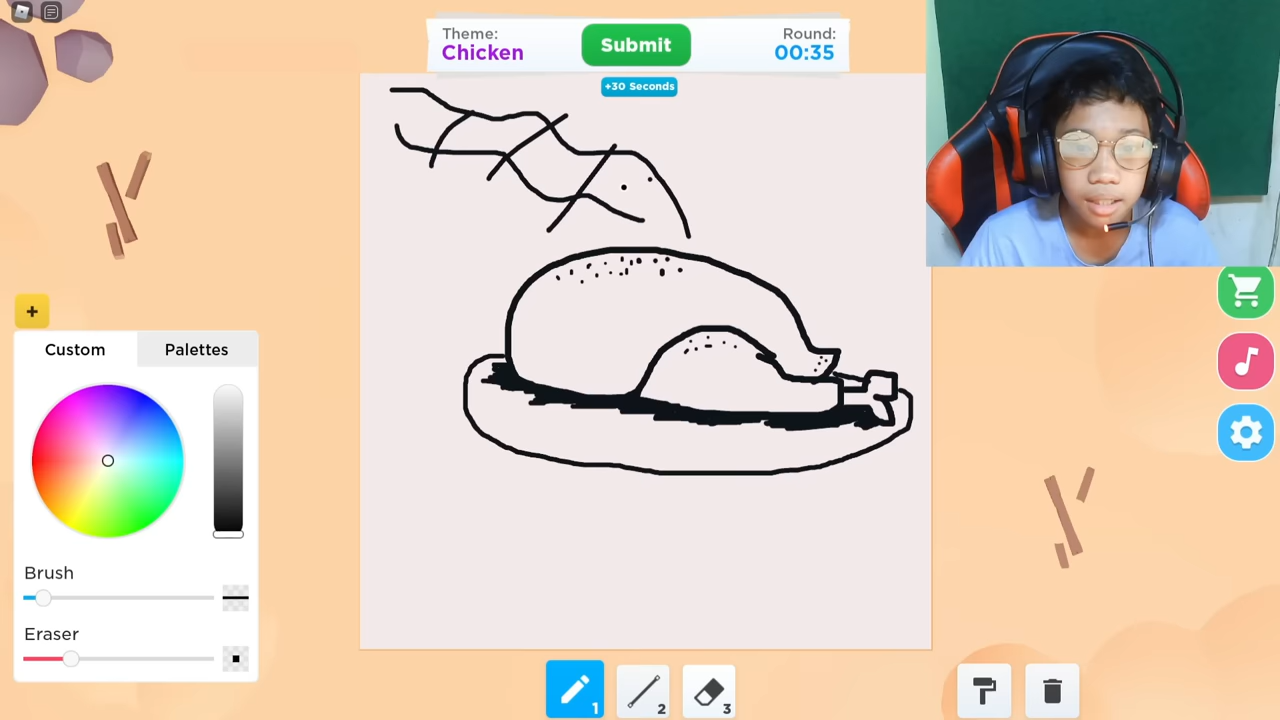 Theme:
Chicken
Submit
Round:
00:35
+30 Seconds
+
Custom
Palettes
Brush
Eraser
1
2
3